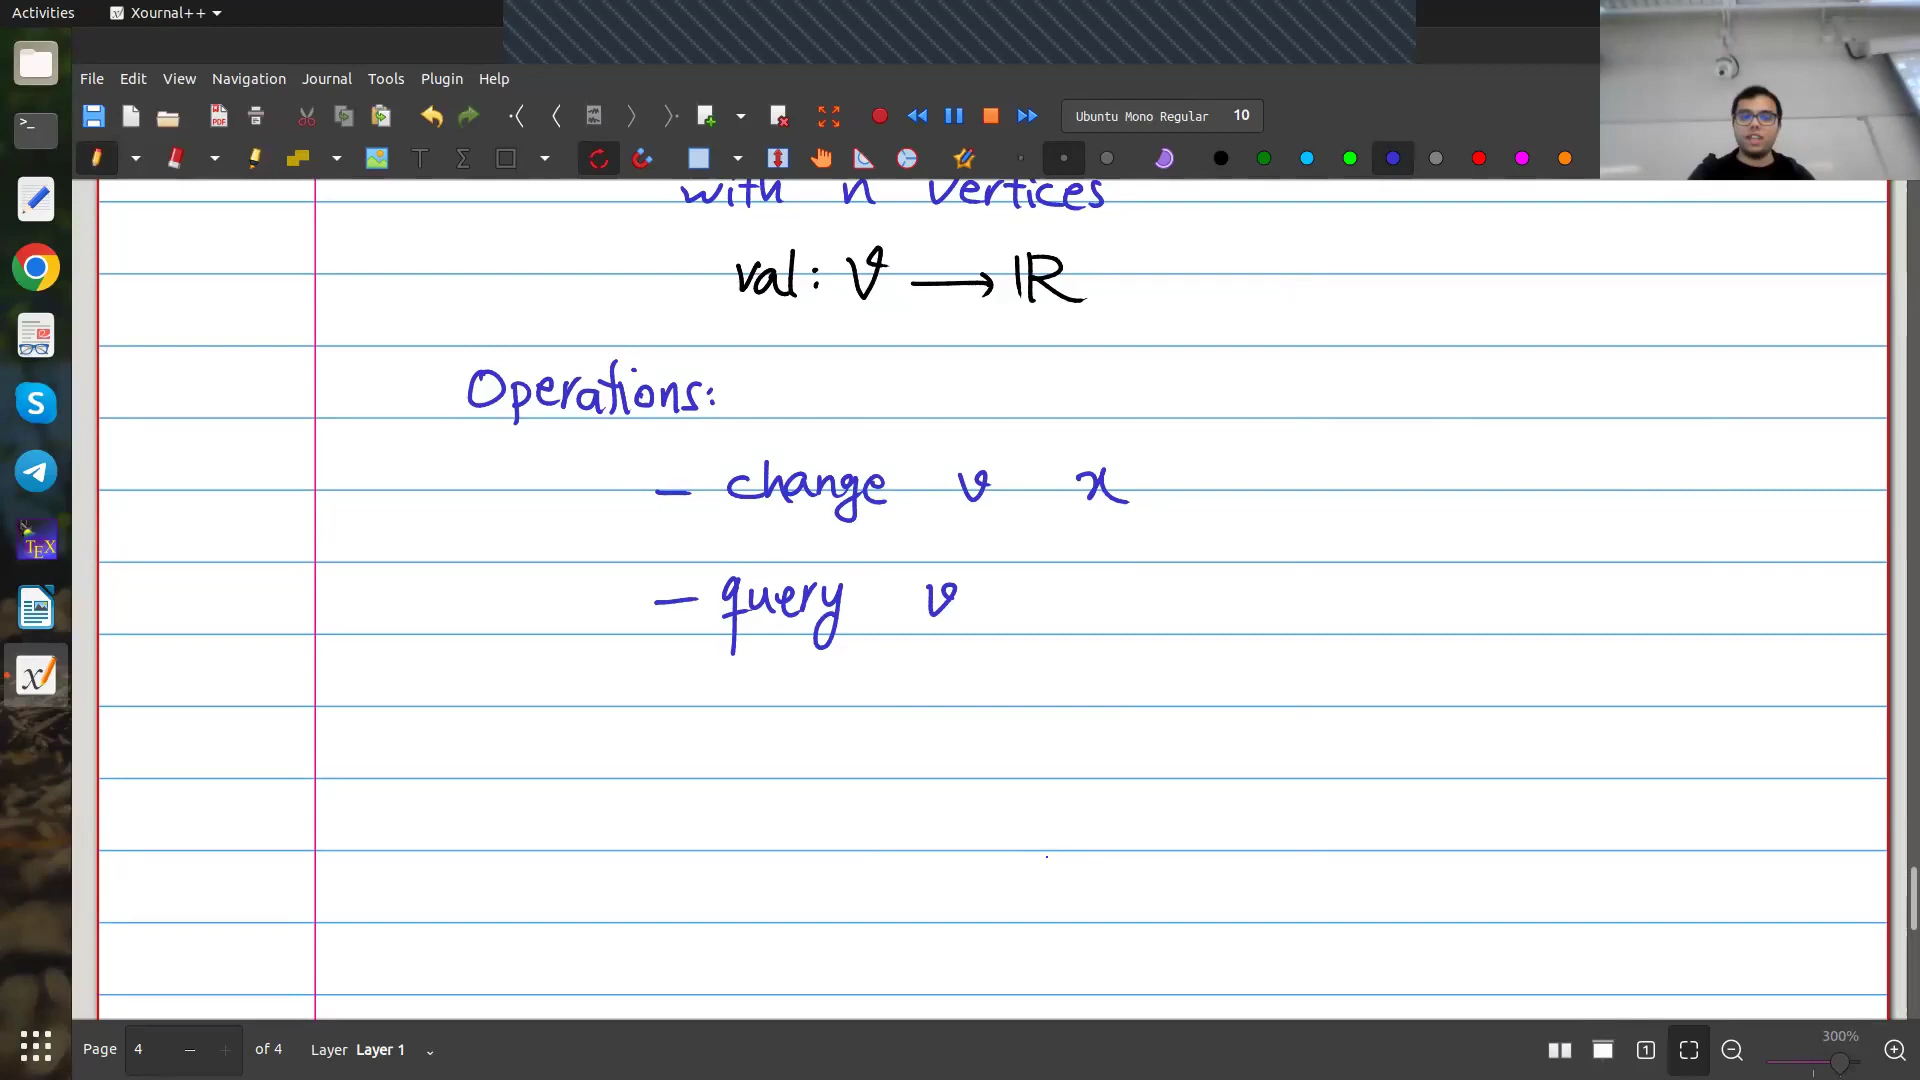 Activities Xournal++
File Edit View Navigation Journal Tools Plugin Help
Ubuntu Mono Regular 10
with n vertices
val: V ⟶ ℝ
Operations:
- change v x
- query v
Page 4 of 4 Layer Layer 1 300%